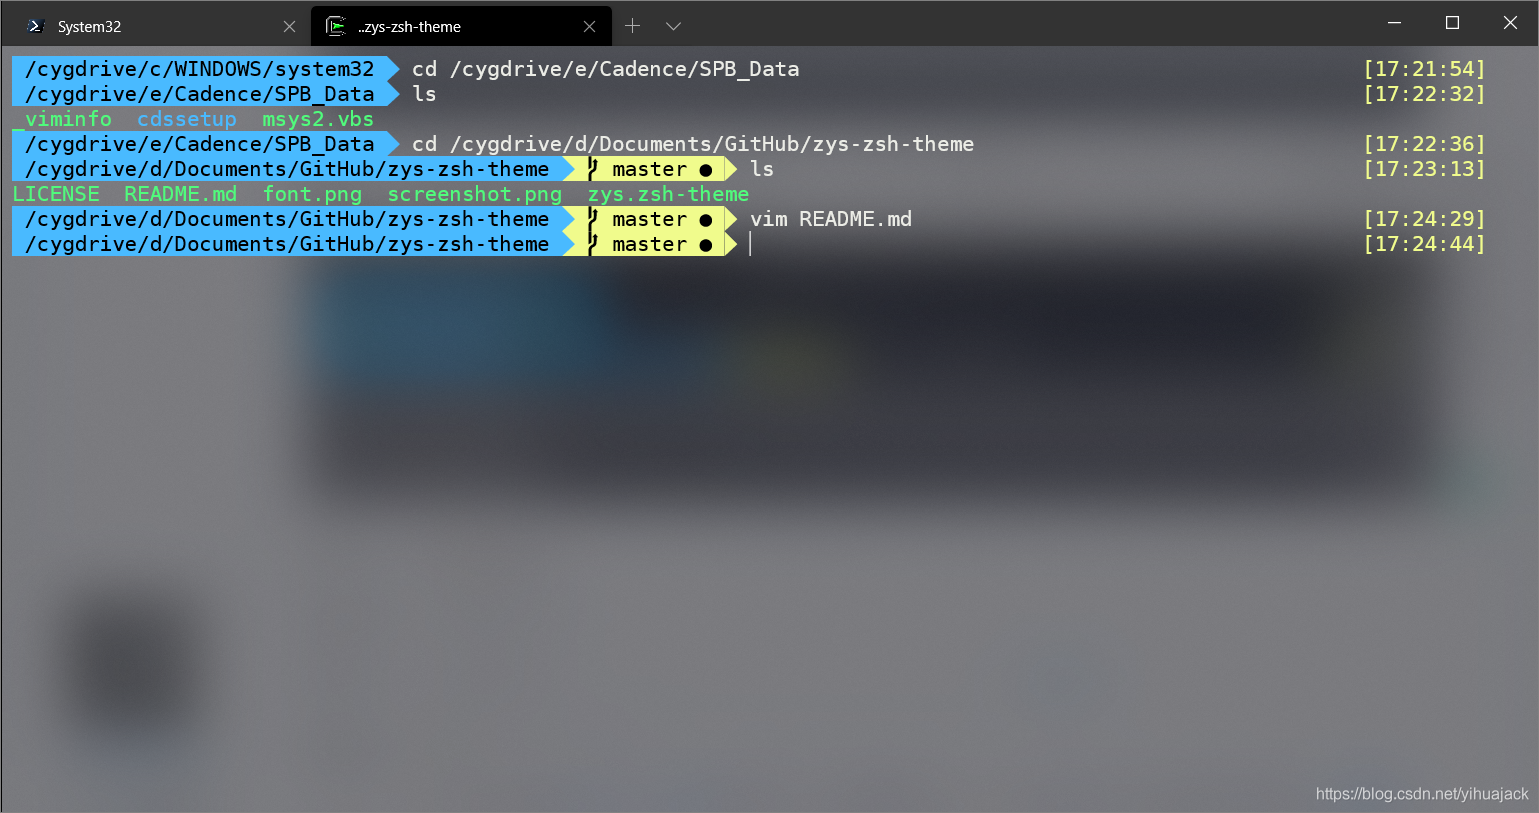 System32
..zys-zsh-theme
/cygdrive/c/WINDOWS/system32 cd /cygdrive/e/Cadence/SPB_Data [17:21:54]
/cygdrive/e/Cadence/SPB_Data ls [17:22:32]
_viminfo cdssetup msys2.vbs
/cygdrive/e/Cadence/SPB_Data cd /cygdrive/d/Documents/GitHub/zys-zsh-theme [17:22:36]
/cygdrive/d/Documents/GitHub/zys-zsh-theme master ● ls [17:23:13]
LICENSE README.md font.png screenshot.png zys.zsh-theme
/cygdrive/d/Documents/GitHub/zys-zsh-theme master ● vim README.md [17:24:29]
/cygdrive/d/Documents/GitHub/zys-zsh-theme master ● [17:24:44]
https://blog.csdn.net/yihuajack